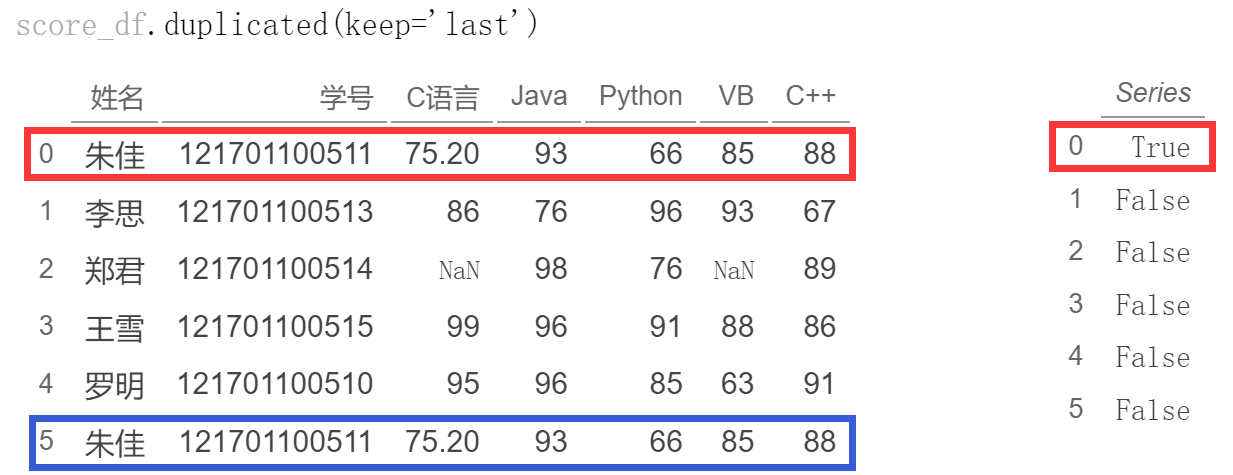 score_df.duplicated(keep='last')
姓名 学号 C语言 Java Python VB C++ Series
0 朱佳 121701100511 75.20 93 66 85 88 0 True
1 李思 121701100513 86 76 96 93 67 1 False
2 郑君 121701100514 NaN 98 76 NaN 89 2 False
3 王雪 121701100515 99 96 91 88 86 3 False
4 罗明 121701100510 95 96 85 63 91 4 False
5 朱佳 121701100511 75.20 93 66 85 88 5 False